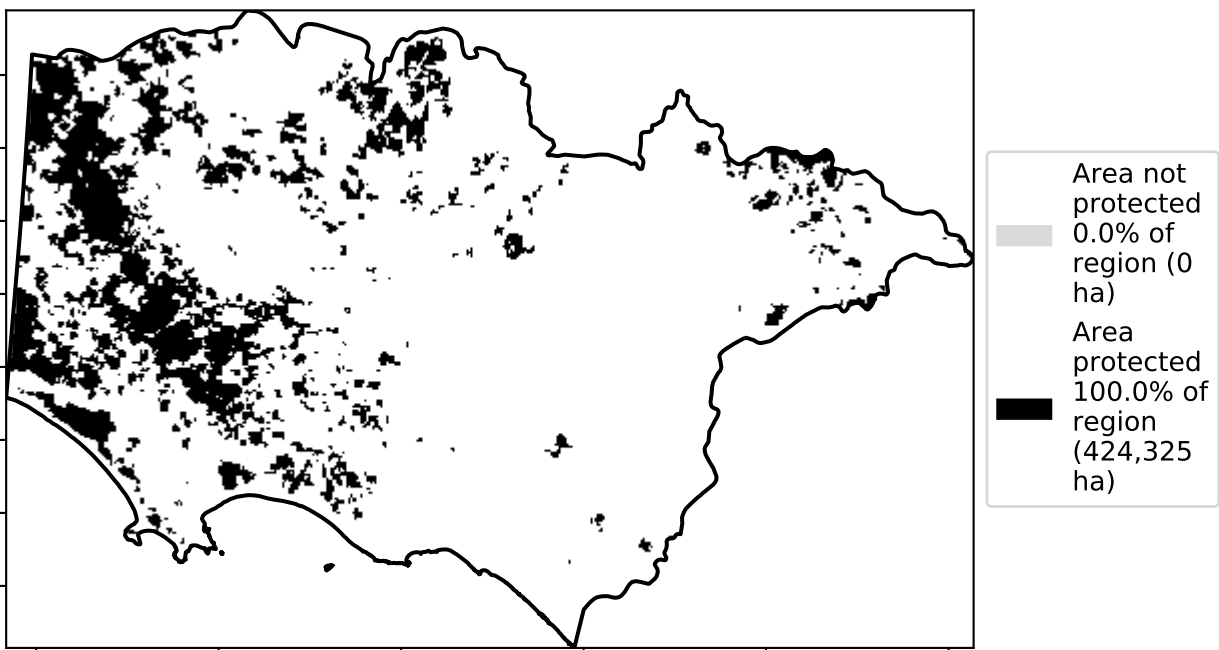 Area not
protected
0.0% of
region (0
ha)
Area
protected
100.0% of
region
(424,325
ha)